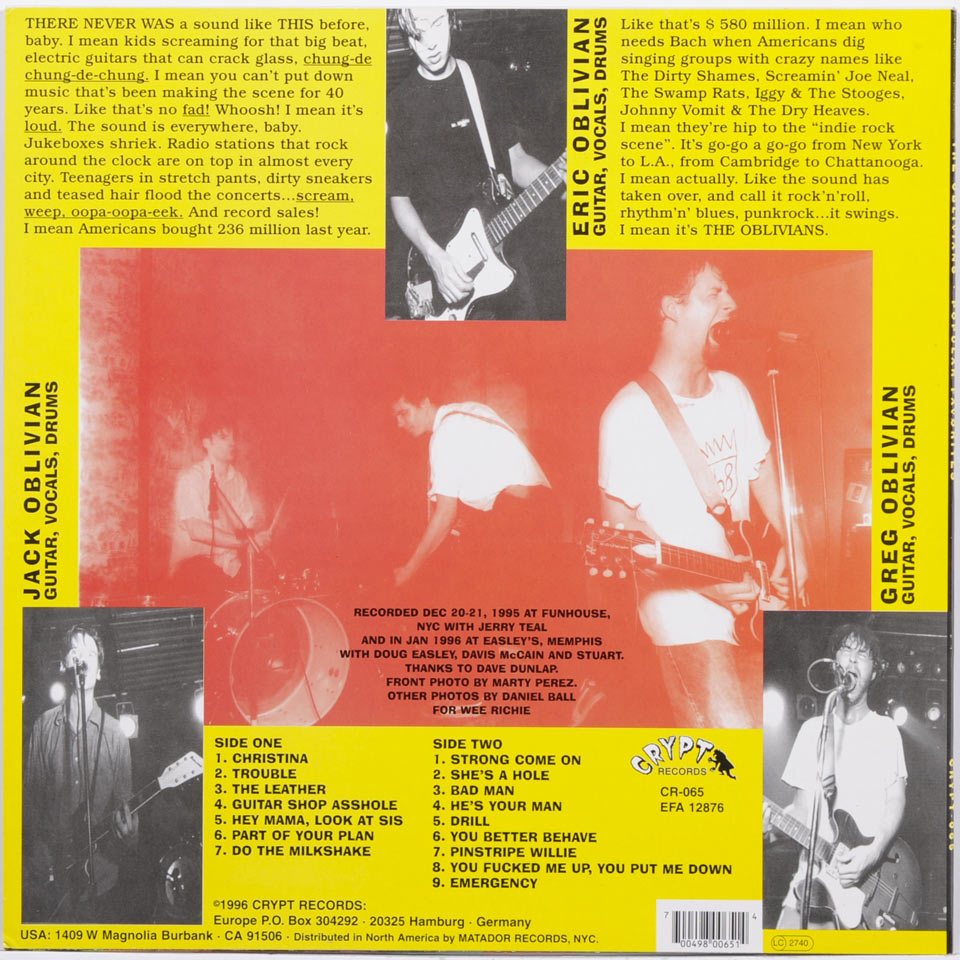 THERE NEVER WAS a sound like THIS before,
baby. I mean kids screaming for that big beat,
electric guitars that can crack glass, chung-de
chung-de-chung. I mean you can't put down
music that's been making the scene for 40
years. Like that's no fad! Whoosh! I mean it's
loud. The sound is everywhere, baby.
Jukeboxes shriek. Radio stations that rock
around the clock are on top in almost every
city. Teenagers in stretch pants, dirty sneakers
and teased hair flood the concerts...scream,
weep, oopa-oopa-eek. And record sales!
I mean Americans bought 236 million last year.
ERIC OBLIVIAN
GUITAR, VOCALS, DRUMS
Like that's $ 580 million. I mean who
needs Bach when Americans dig
singing groups with crazy names like
The Dirty Shames, Screamin' Joe Neal,
The Swamp Rats, Iggy & The Stooges,
Johnny Vomit & The Dry Heaves.
I mean they're hip to the "indie rock
scene". It's go-go a go-go from New York
to L.A., from Cambridge to Chattanooga.
I mean actually. Like the sound has
taken over, and call it rock'n'roll,
rhythm'n' blues, punkrock...it swings.
I mean it's THE OBLIVIANS.
JACK OBLIVIAN
GUITAR, VOCALS, DRUMS
GREG OBLIVIAN
GUITAR, VOCALS, DRUMS
RECORDED DEC 20-21, 1995 AT FUNHOUSE,
NYC WITH JERRY TEAL
AND IN JAN 1996 AT EASLEY'S, MEMPHIS
WITH DOUG EASLEY, DAVIS McCAIN AND STUART.
THANKS TO DAVE DUNLAP.
FRONT PHOTO BY MARTY PEREZ.
OTHER PHOTOS BY DANIEL BALL
FOR WEE RICHIE
SIDE ONE
1. CHRISTINA
2. TROUBLE
3. THE LEATHER
4. GUITAR SHOP ASSHOLE
5. HEY MAMA, LOOK AT SIS
6. PART OF YOUR PLAN
7. DO THE MILKSHAKE
SIDE TWO
1. STRONG COME ON
2. SHE'S A HOLE
3. BAD MAN
4. HE'S YOUR MAN
5. DRILL
6. YOU BETTER BEHAVE
7. PINSTRIPE WILLIE
8. YOU FUCKED ME UP, YOU PUT ME DOWN
9. EMERGENCY
CRYPT
RECORDS
CR-065
EFA 12876
©1996 CRYPT RECORDS:
Europe P.O. Box 304292 · 20325 Hamburg · Germany
USA: 1409 W Magnolia Burbank · CA 91506 · Distributed in North America by MATADOR RECORDS, NYC.
7 00498 00651 4
LC 2740